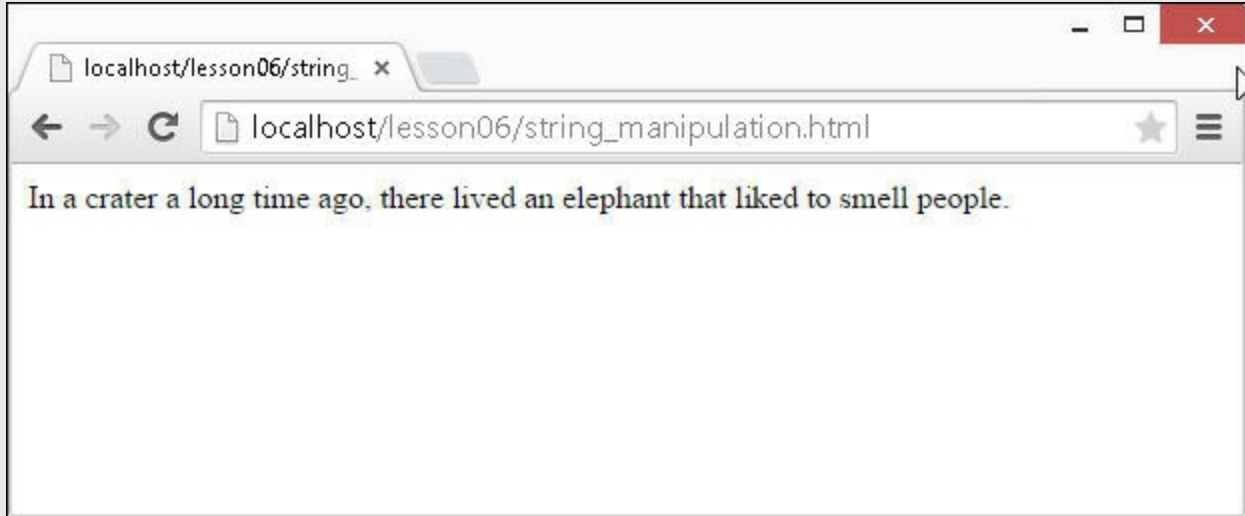 localhost/lesson06/string_
localhost/lesson06/string_manipulation.html
In a crater a long time ago, there lived an elephant that liked to smell people.